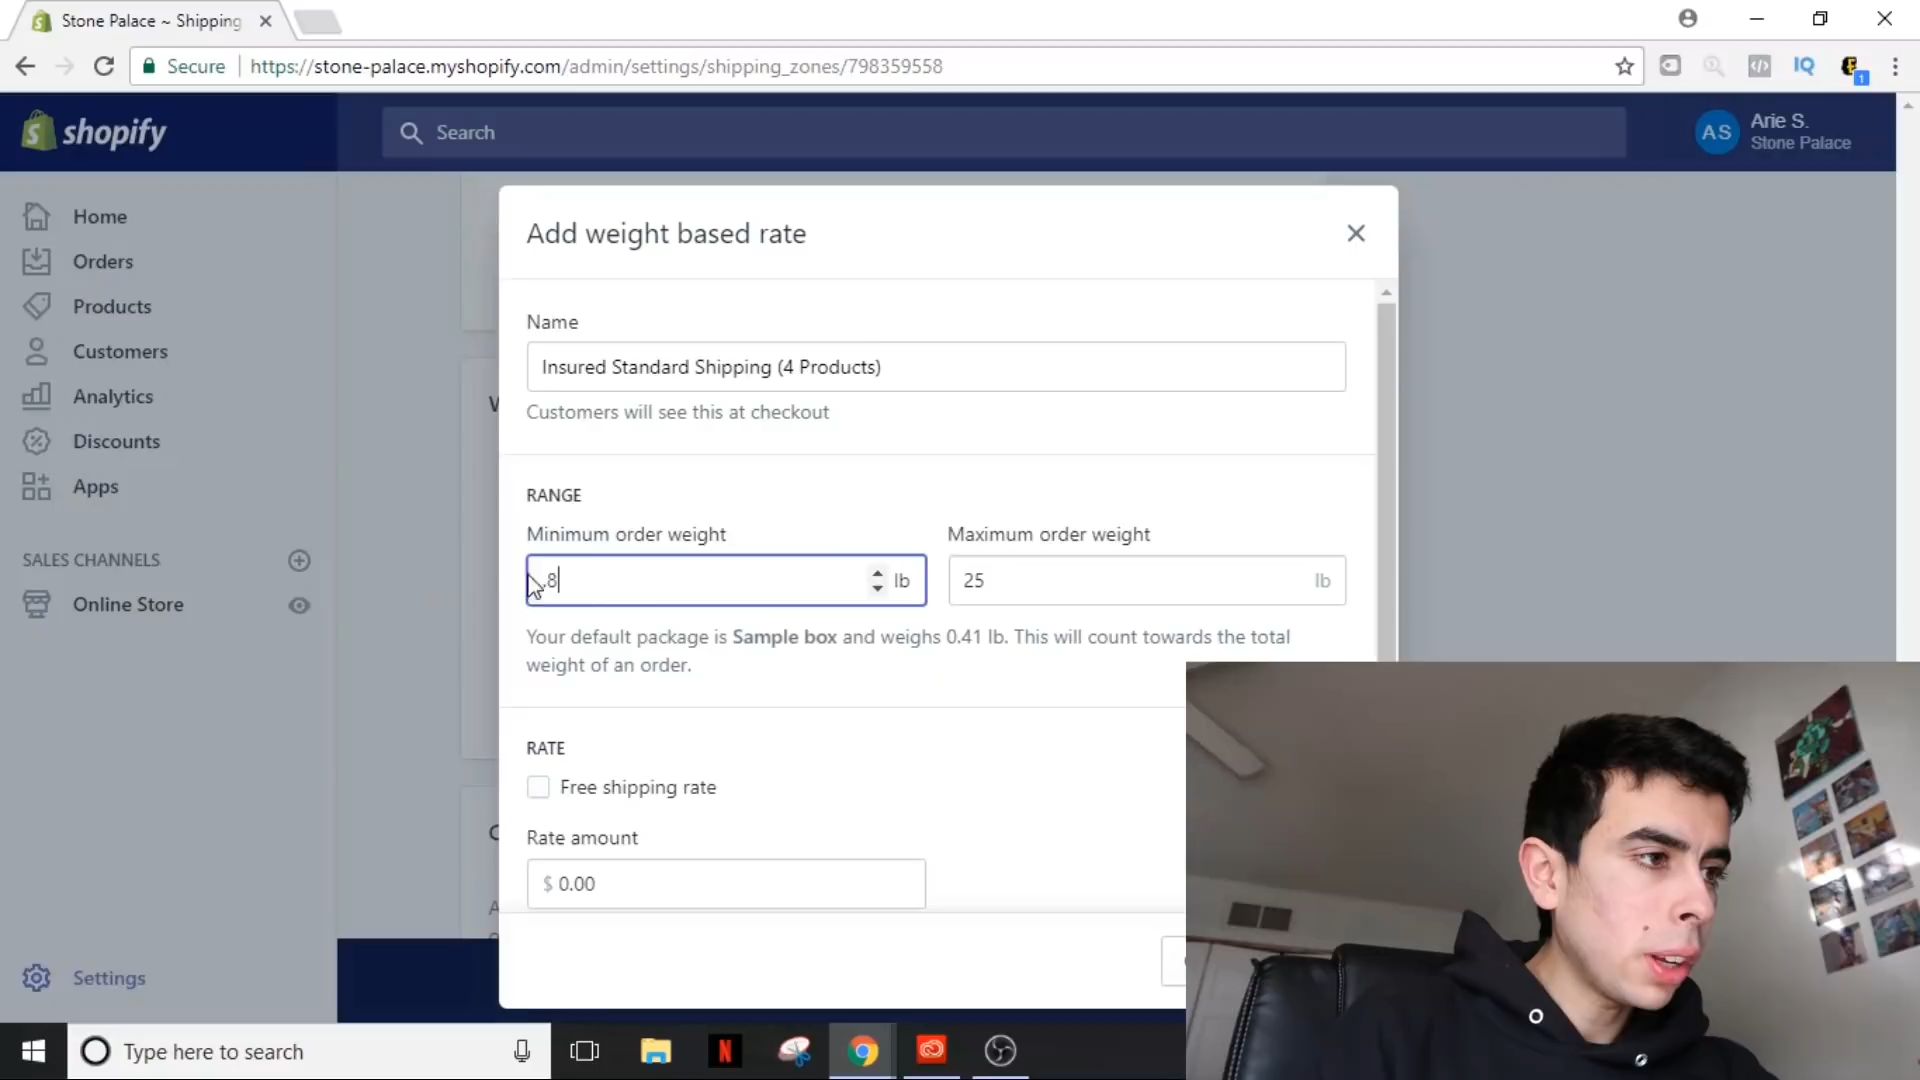 Stone Palace ~ Shipping
Secure
https://stone-palace.myshopify.com/admin/settings/shipping_zones/798359558
IQ
1
shopify
Search
AS
Arie S.
Stone Palace
Home
Orders
Products
Customers
Analytics
Discounts
Apps
SALES CHANNELS
Online Store
Settings
Add weight based rate
Name
Insured Standard Shipping (4 Products)
Customers will see this at checkout
RANGE
Minimum order weight
Maximum order weight
.8
lb
25
lb
Your default package is Sample box and weighs 0.41 lb. This will count towards the total
weight of an order.
RATE
Free shipping rate
Rate amount
$ 0.00
Type here to search
N